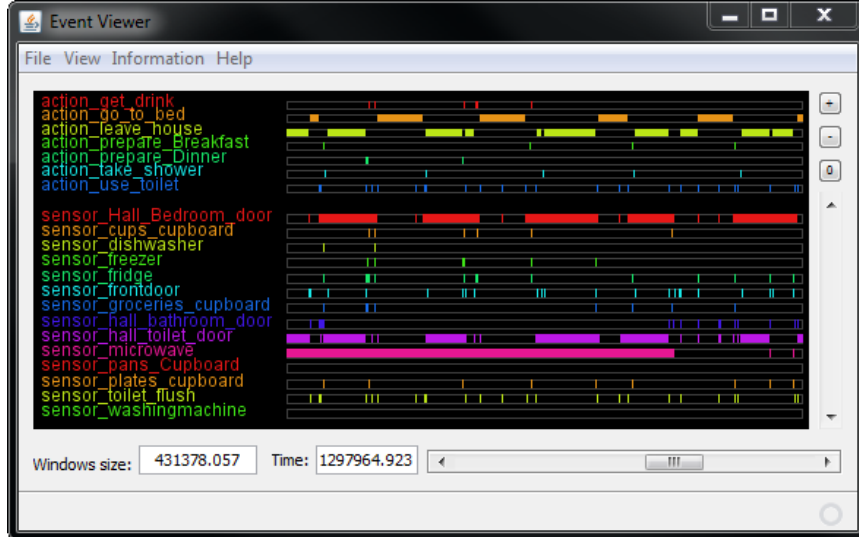 Event Viewer
File View Information Help
action_get_drink
action_go_to_bed
action_leave_house
action_prepare_Breakfast
action_prepare_Dinner
action_take_shower
action_use_toilet
sensor_Hall_Bedroom_door
sensor_cups_cupboard
sensor_dishwasher
sensor_freezer
sensor_fridge
sensor_frontdoor
sensor_groceries_cupboard
sensor_hall_bathroom_door
sensor_hall_toilet_door
sensor_microwave
sensor_pans_Cupboard
sensor_plates_cupboard
sensor_toilet_flush
sensor_washingmachine
+
-
0
Windows size: 431378.057 Time: 1297964.923